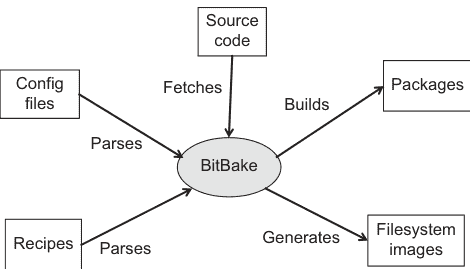 Source
code
Config
files
Fetches
Packages
Builds
Parses
BitBake
Recipes
Parses
Generates
Filesystem
images